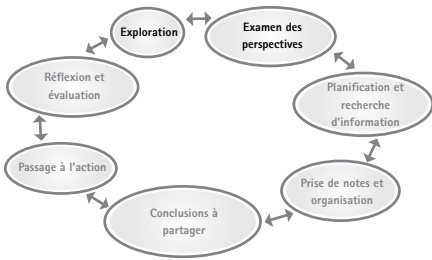 Exploration
Examen des
perspectives
Planification et
recherche
d'information
Prise de notes et
organisation
Conclusions à
partager
Passage à l'action
Réflexion et
évaluation